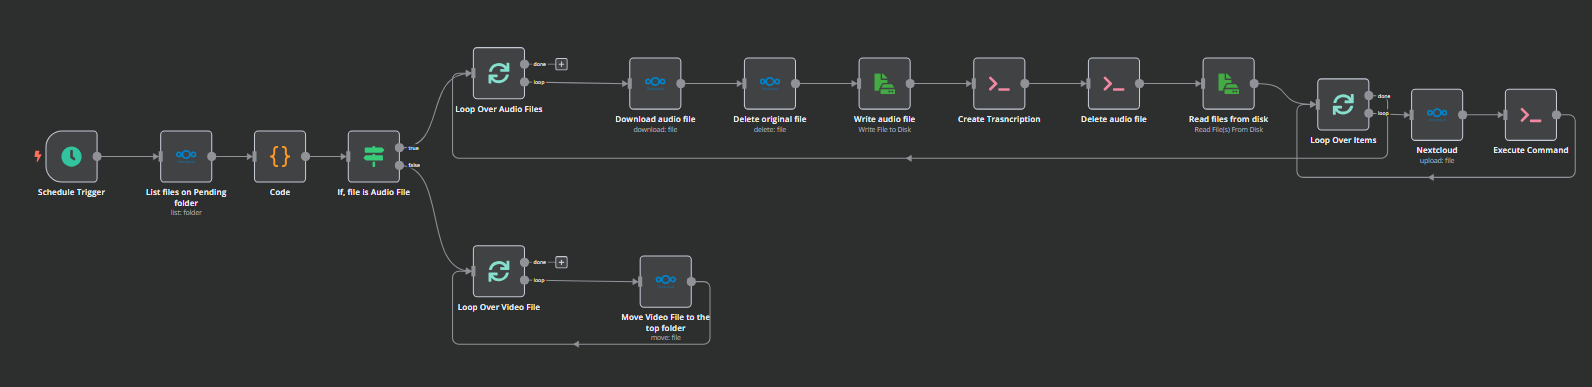 Schedule Trigger
List files on Pending
folder
list: folder
{}
Code
If, file is Audio File
true
false
Loop Over Audio Files
done
loop
Download audio file
download: file
Delete original file
delete: file
Write audio file
Write File to Disk
Create Trasncription
Delete audio file
Read files from disk
Read File(s) From Disk
Loop Over Items
done
loop
Nextcloud
upload: file
Execute Command
Loop Over Video File
done
loop
Move Video File to the
top folder
move: file